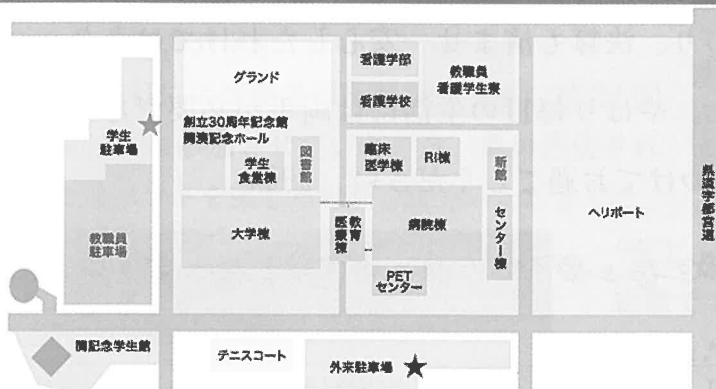 グランド
看護学部
看護学校
教職員
看護学生寮
学生
駐車場
教職員
駐車場
創立30周年記念館
関湊記念ホール
学生
食堂棟
図書館
臨床
医学棟
RI棟
新館
大学棟
教育
医療棟
病院棟
センター棟
PET
センター
ヘリポート
県道宇都宮道
関記念学生館
テニスコート
外来駐車場